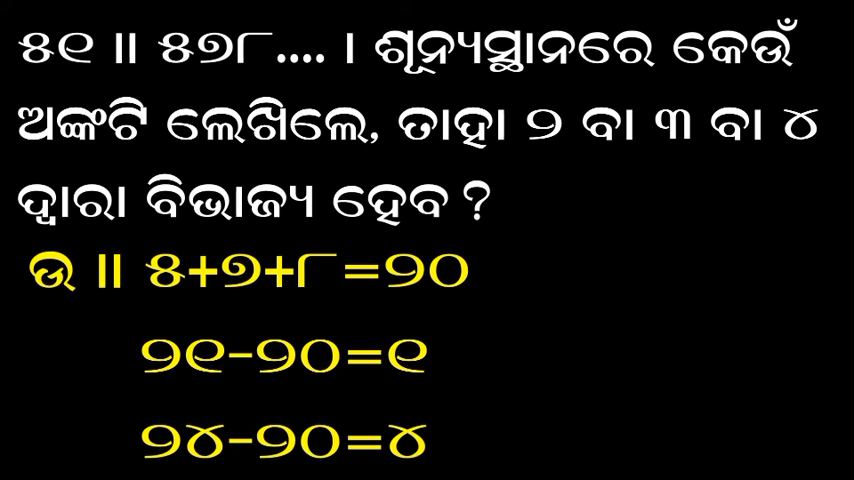 ୫୧ ॥ ୫୭୮.... । ଶୂନ୍ୟସ୍ଥାନରେ କେଉଁ
ଅଙ୍କଟି ଲେଖିଲେ, ତାହା ୨ ବା ୩ ବା ୪
ଦ୍ୱାରା ବିଭାଜ୍ୟ ହେବ ?
ଉ ॥ ୫+୭+୮=୨୦
୨୧-୨୦=୧
୨୪-୨୦=୪